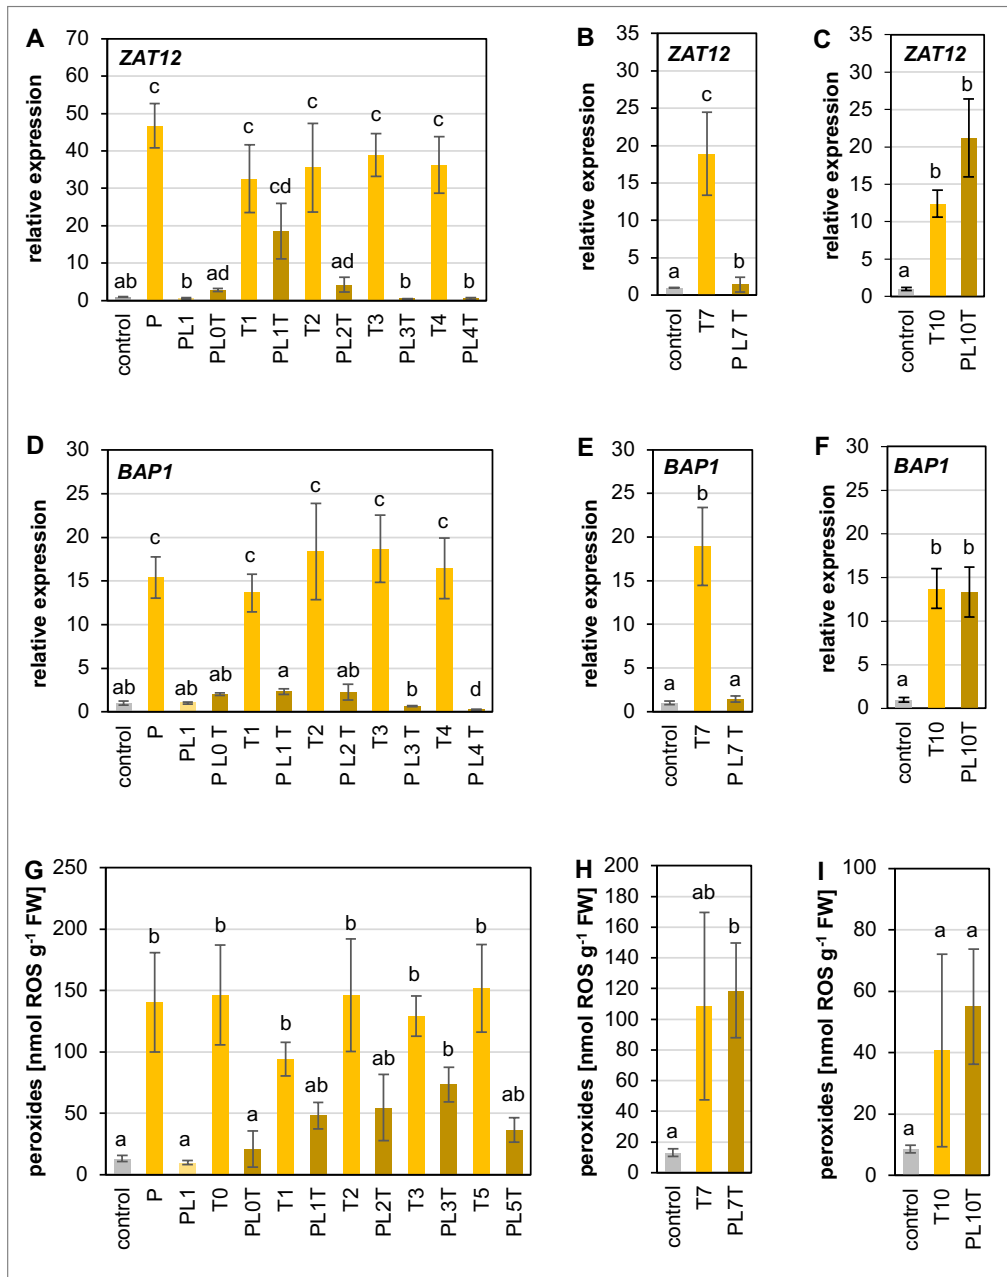 A
ZAT12
relative expression
70
60
50
40
30
20
10
0
ab
c
b
ad
c
cd
c
ad
c
b
c
b
control
P
PL1
PL0T
T1
PL1T
T2
PL2T
T3
PL3T
T4
PL4T
B
ZAT12
relative expression
35
30
25
20
15
10
5
0
a
c
b
control
T7
P L7 T
C
ZAT12
relative expression
35
30
25
20
15
10
5
0
a
b
b
control
T10
PL10T
D
BAP1
relative expression
30
25
20
15
10
5
0
ab
c
ab
ab
c
a
c
ab
c
b
c
d
control
P
PL1
P L0 T
T1
P L1 T
T2
P L2 T
T3
P L3 T
T4
P L4 T
E
BAP1
relative expression
30
25
20
15
10
5
0
a
b
a
control
T7
P L7 T
F
BAP1
relative expression
30
25
20
15
10
5
0
a
b
b
control
T10
PL10T
G
peroxides [nmol ROS g⁻¹ FW]
250
200
150
100
50
0
a
b
a
b
a
b
ab
b
ab
b
b
b
ab
control
P
PL1
T0
PL0T
T1
PL1T
T2
PL2T
T3
PL3T
T5
PL5T
H
peroxides [nmol ROS g⁻¹ FW]
200
180
160
140
120
100
80
60
40
20
0
a
ab
b
control
T7
PL7T
I
peroxides [nmol ROS g⁻¹ FW]
100
80
60
40
20
0
a
a
a
control
T10
PL10T